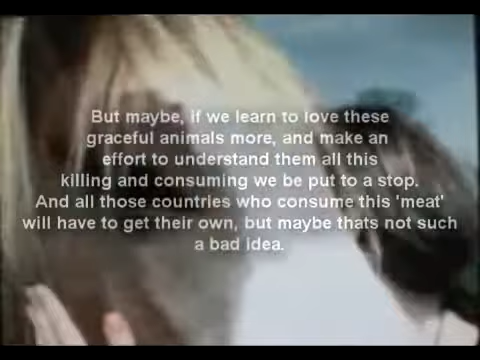 But maybe, if we learn to love these
graceful animals more, and make an
effort to understand them all this
killing and consuming we be put to a stop.
And all those countries who consume this 'meat'
will have to get their own, but maybe thats not such
a bad idea.